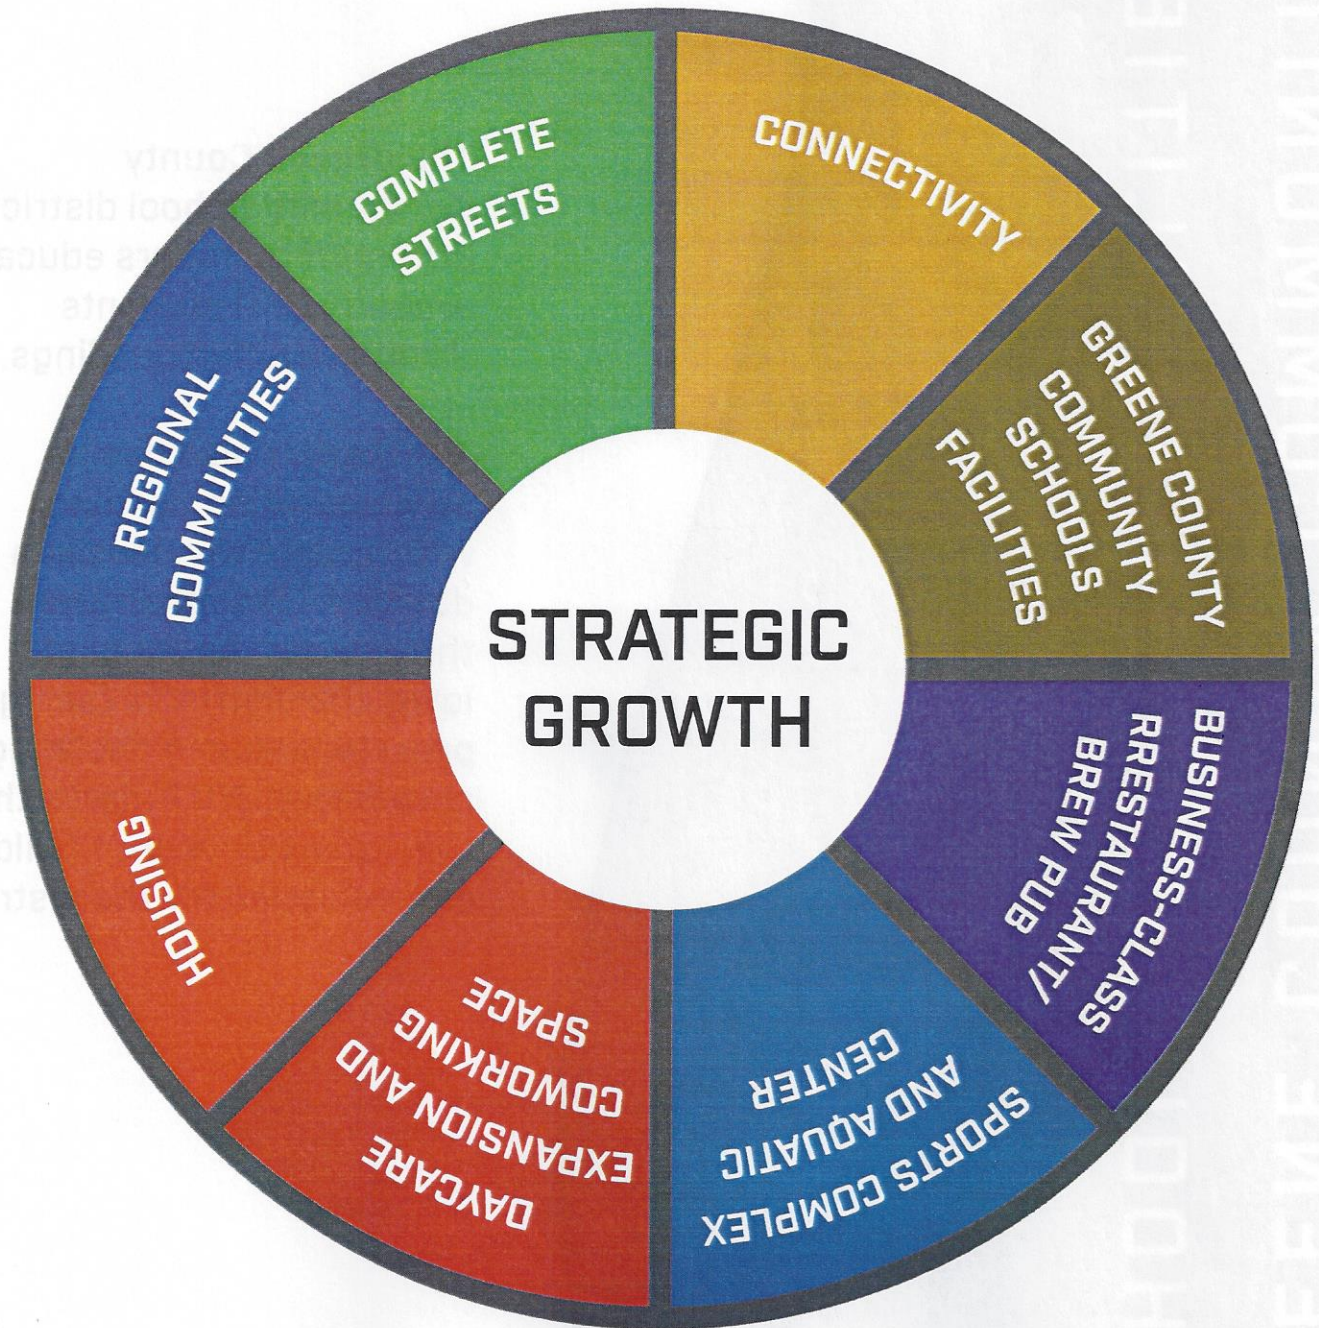 CONNECTIVITY
GREENE COUNTY
COMMUNITY
SCHOOLS
FACILITIES
BUSINESS-CLASS
RRESTAURANT/
BREW PUB
SPORTS COMPLEX
AND AQUATIC
CENTER
DAYCARE
EXPANSION AND
COWORKING
SPACE
HOUSING
REGIONAL
COMMUNITIES
COMPLETE
STREETS
STRATEGIC
GROWTH